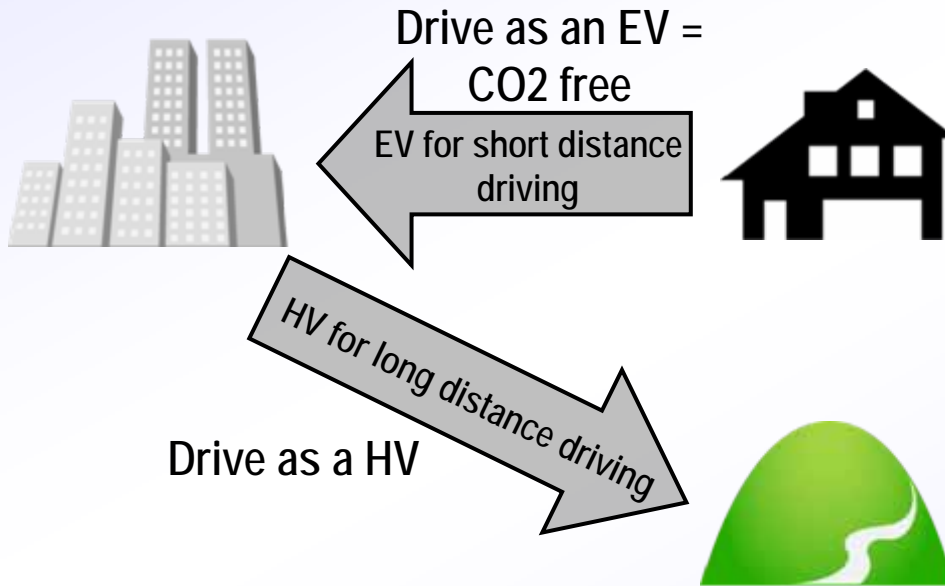 Drive as an EV =
CO2 free
EV for short distance
driving
HV for long distance driving
Drive as a HV